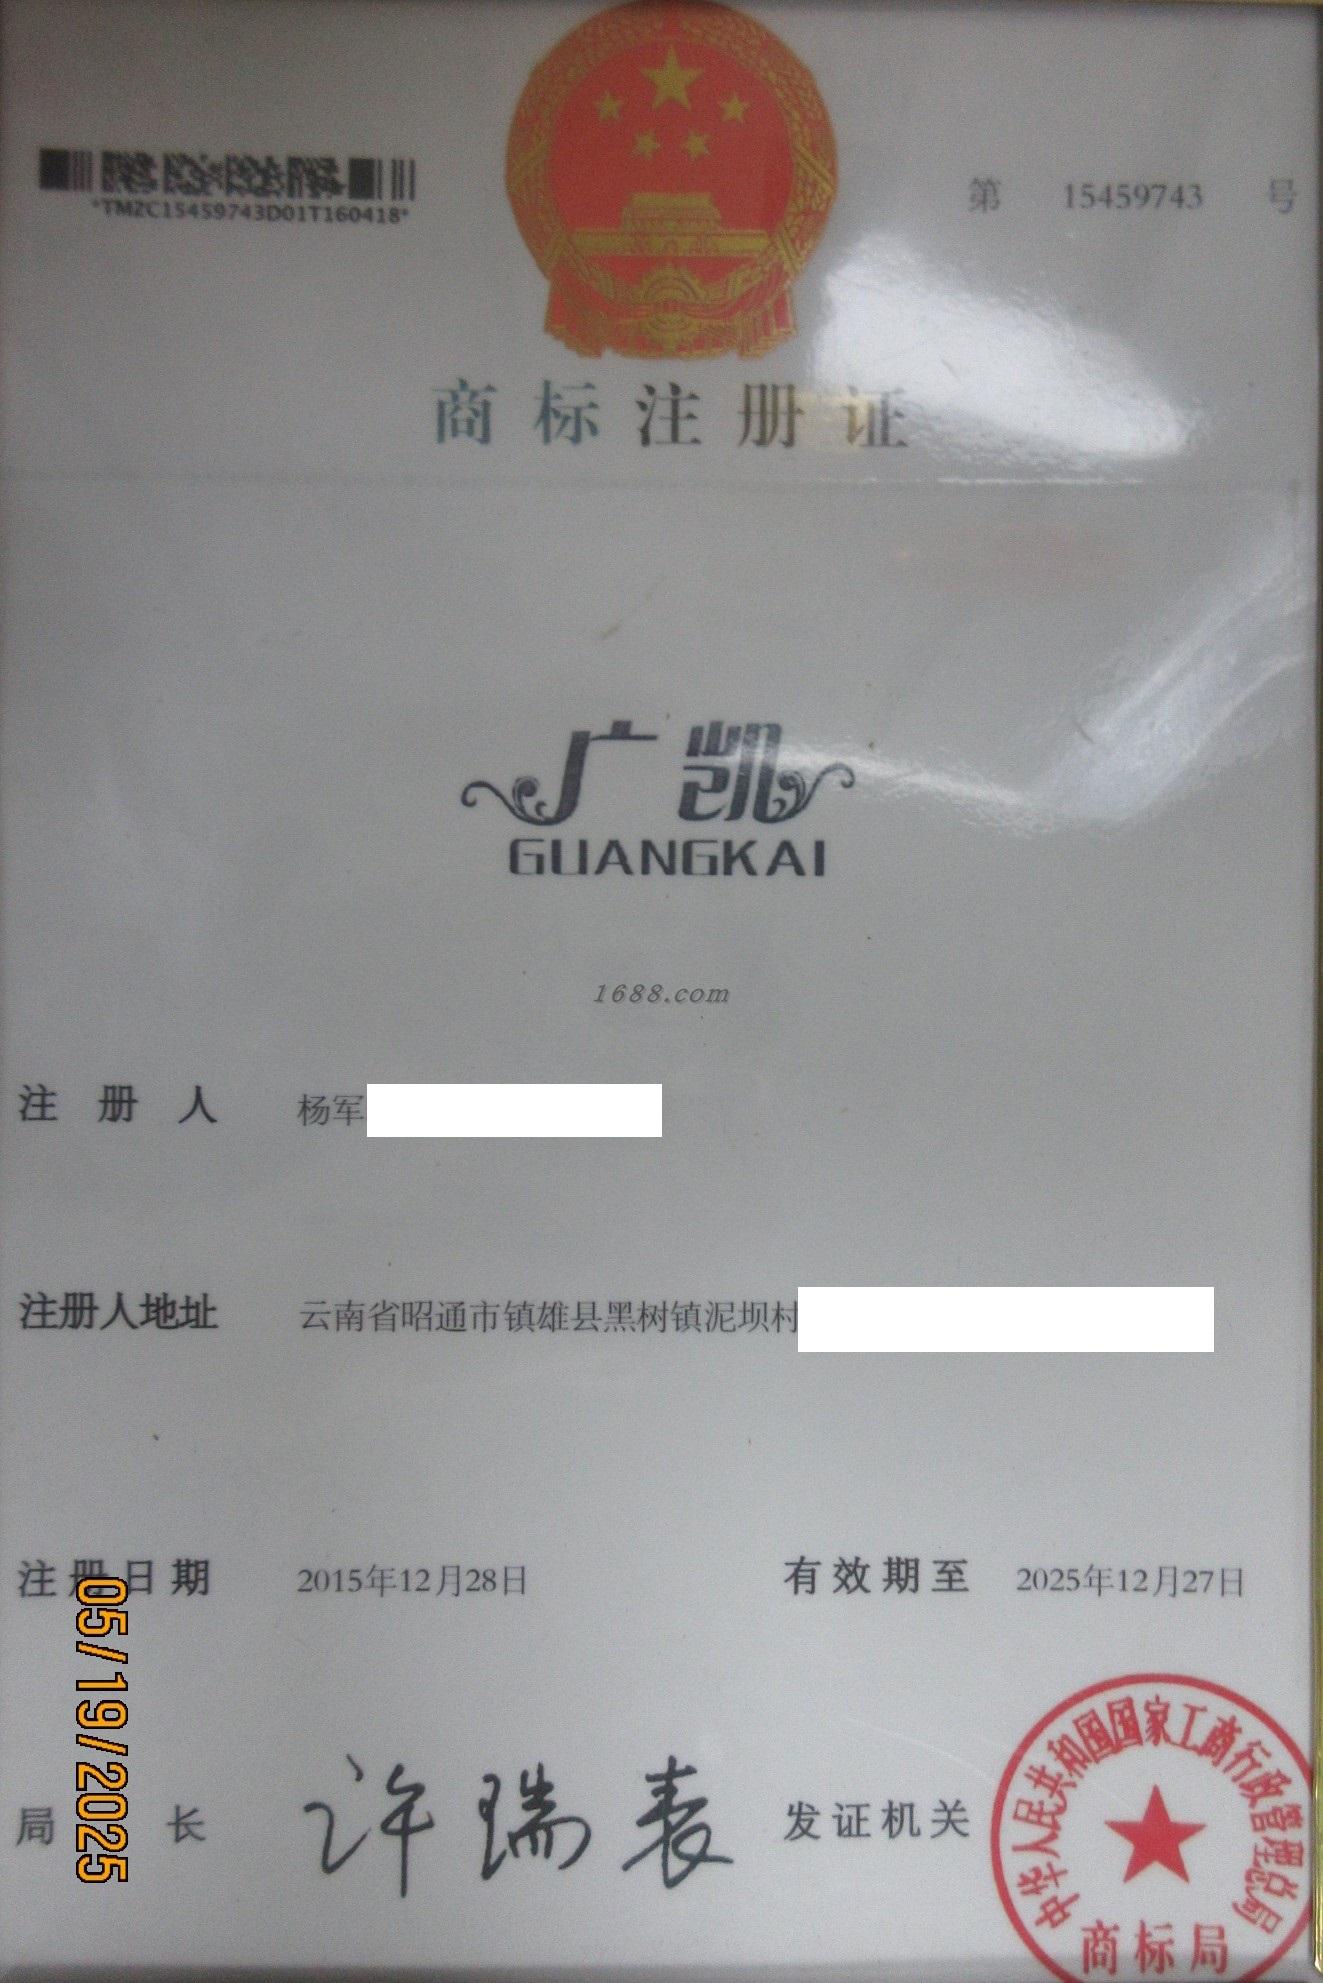 *TMZC15459743D01T160418*
第 15459743 号
商标注册证
广凯
GUANGKAI
1688.com
注册人 杨军
注册人地址 云南省昭通市镇雄县黑树镇泥坝村
注册日期 2015年12月28日 有效期至 2025年12月27日
局长 许瑞表 发证机关
中华人民共和国国家工商行政管理总局
商标局
05/19/2025